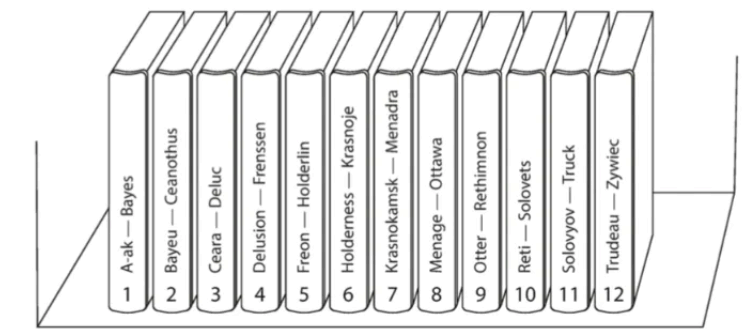 A-ak — Bayes
1
Bayeu — Ceanothus
2
Ceara — Deluc
3
Delusion — Frenssen
4
Freon — Holderlin
5
Holderness — Krasnoje
6
Krasnokamsk — Menadra
7
Menage — Ottawa
8
Otter — Rethimnon
9
Reti — Solovets
10
Solovyov — Truck
11
Trudeau — Zywiec
12